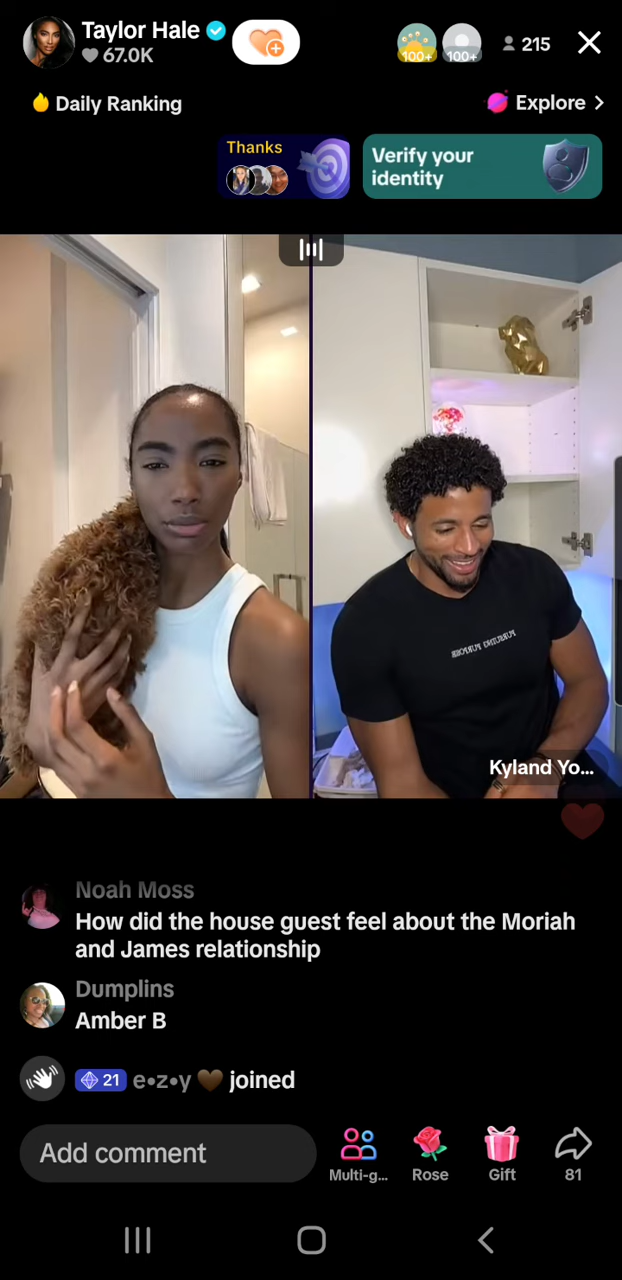 Taylor Hale
67.0K
100+
100+
215
Daily Ranking
Explore
Thanks
Verify your
identity
Kyland Yo...
Noah Moss
How did the house guest feel about the Moriah
and James relationship
Dumplins
Amber B
21 e•z•y 🤎 joined
Add comment
Multi-g...
Rose
Gift
81